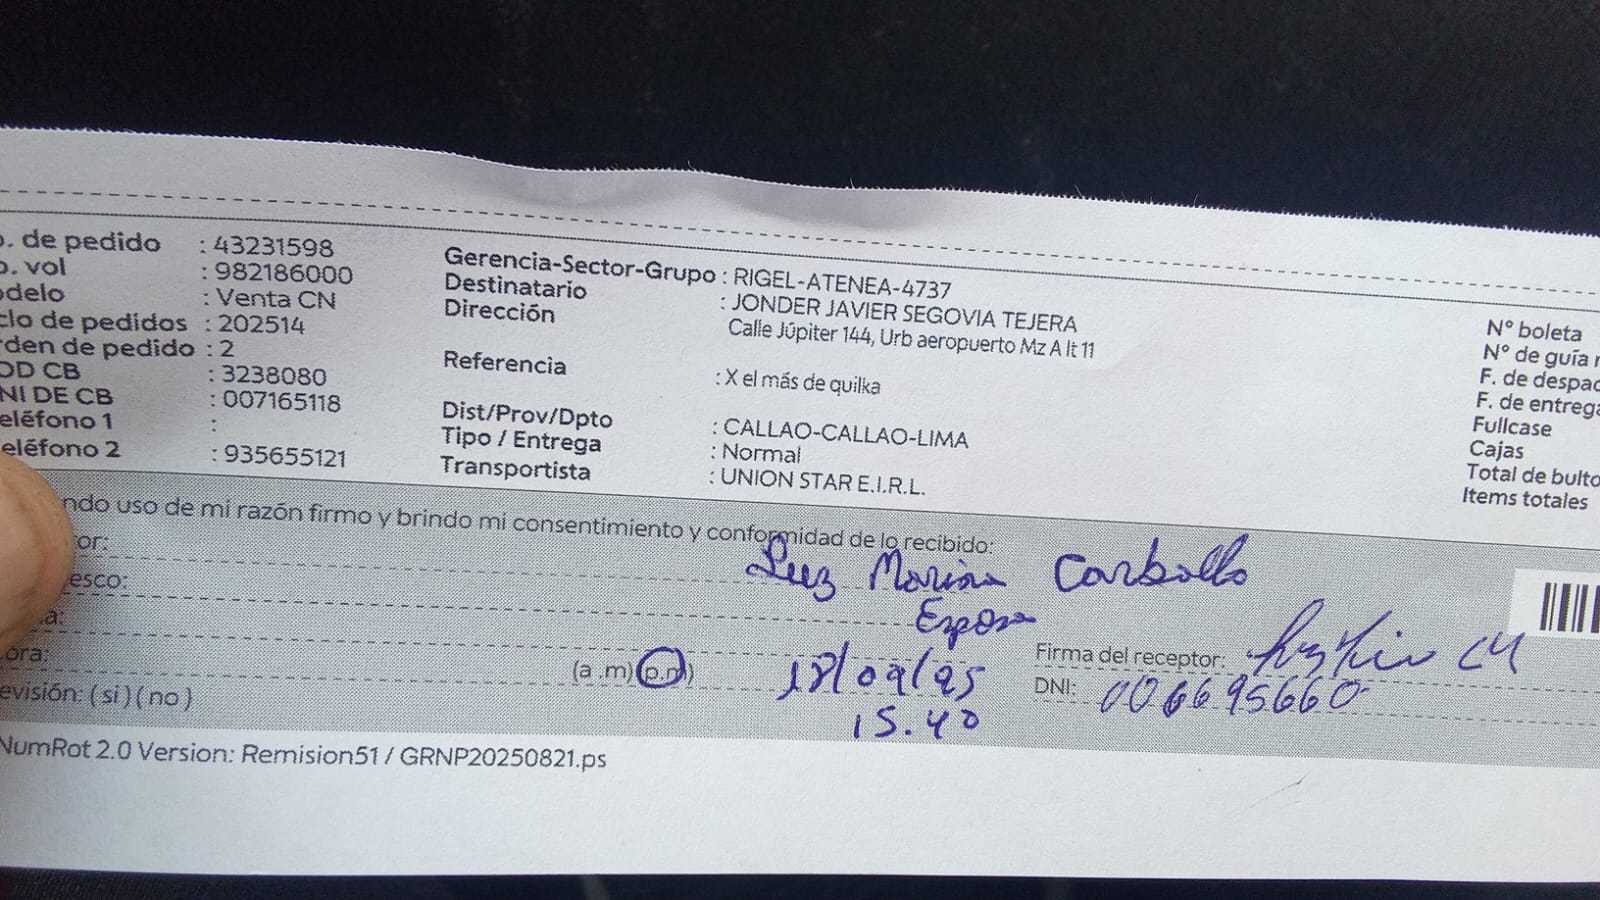 o. de pedido : 43231598
o. vol : 982186000
odelo : Venta CN
clo de pedidos : 202514
rden de pedido : 2
OD CB : 3238080
NI DE CB : 007165118
eléfono 1 :
eléfono 2 : 935655121
Gerencia-Sector-Grupo : RIGEL-ATENEA-4737
Destinatario : JONDER JAVIER SEGOVIA TEJERA
Dirección Calle Júpiter 144, Urb aeropuerto Mz A lt 11
Referencia : X el más de quilka
Dist/Prov/Dpto : CALLAO-CALLAO-LIMA
Tipo / Entrega : Normal
Transportista : UNION STAR E.I.R.L.
N° boleta
N° de guía r
F. de despac
F. de entrega
Fullcase
Cajas
Total de bulto
Items totales
ndo uso de mi razón firmo y brindo mi consentimiento y conformidad de lo recibido:
tor: Luz Marina Carballo
esco: Esposa
a: 18/09/25
ora: (a .m) (p.m) 15.40
evisión: ( si ) ( no )
Firma del receptor:
DNI: 006695660
NumRot 2.0 Version: Remision51 / GRNP20250821.ps